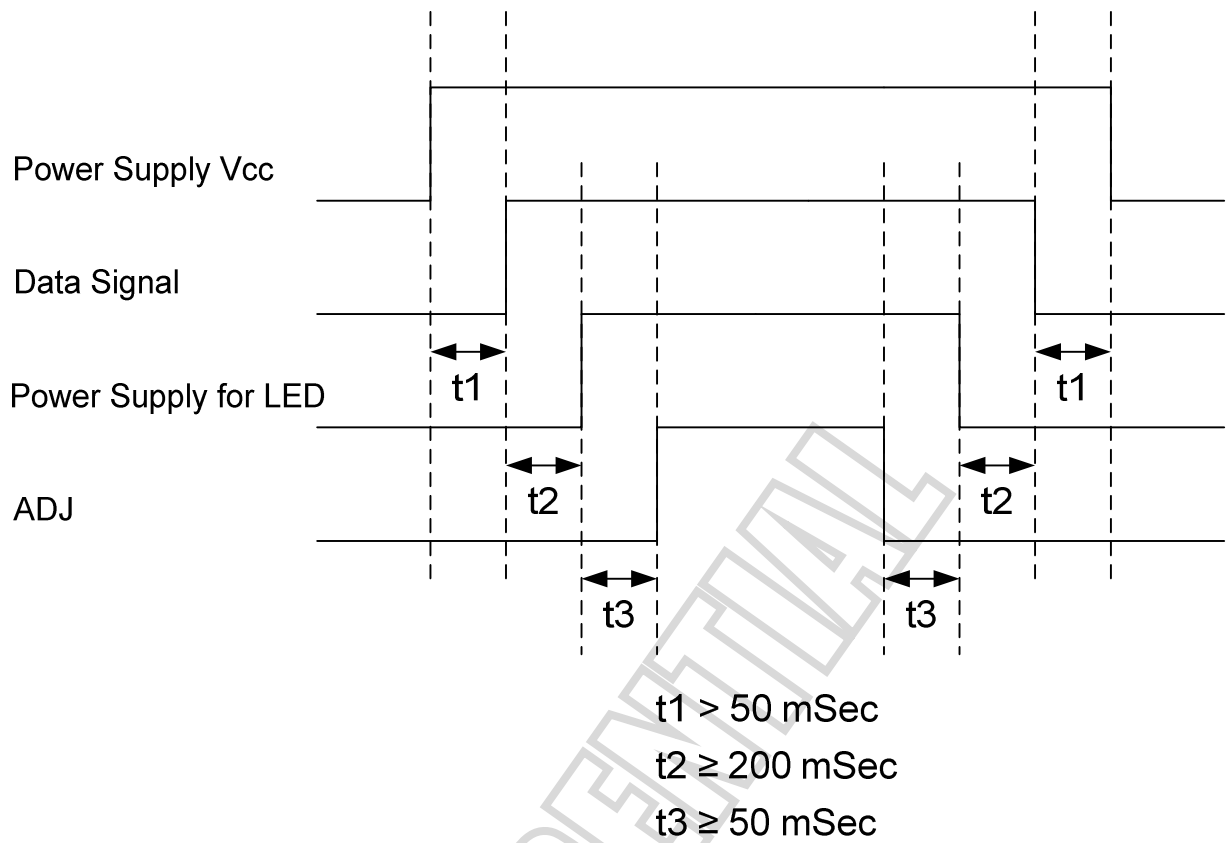 Power Supply Vcc
Data Signal
t1
t1
Power Supply for LED
t2
t2
ADJ
t3
t3
t1 > 50 mSec
t2 ≥ 200 mSec
t3 ≥ 50 mSec